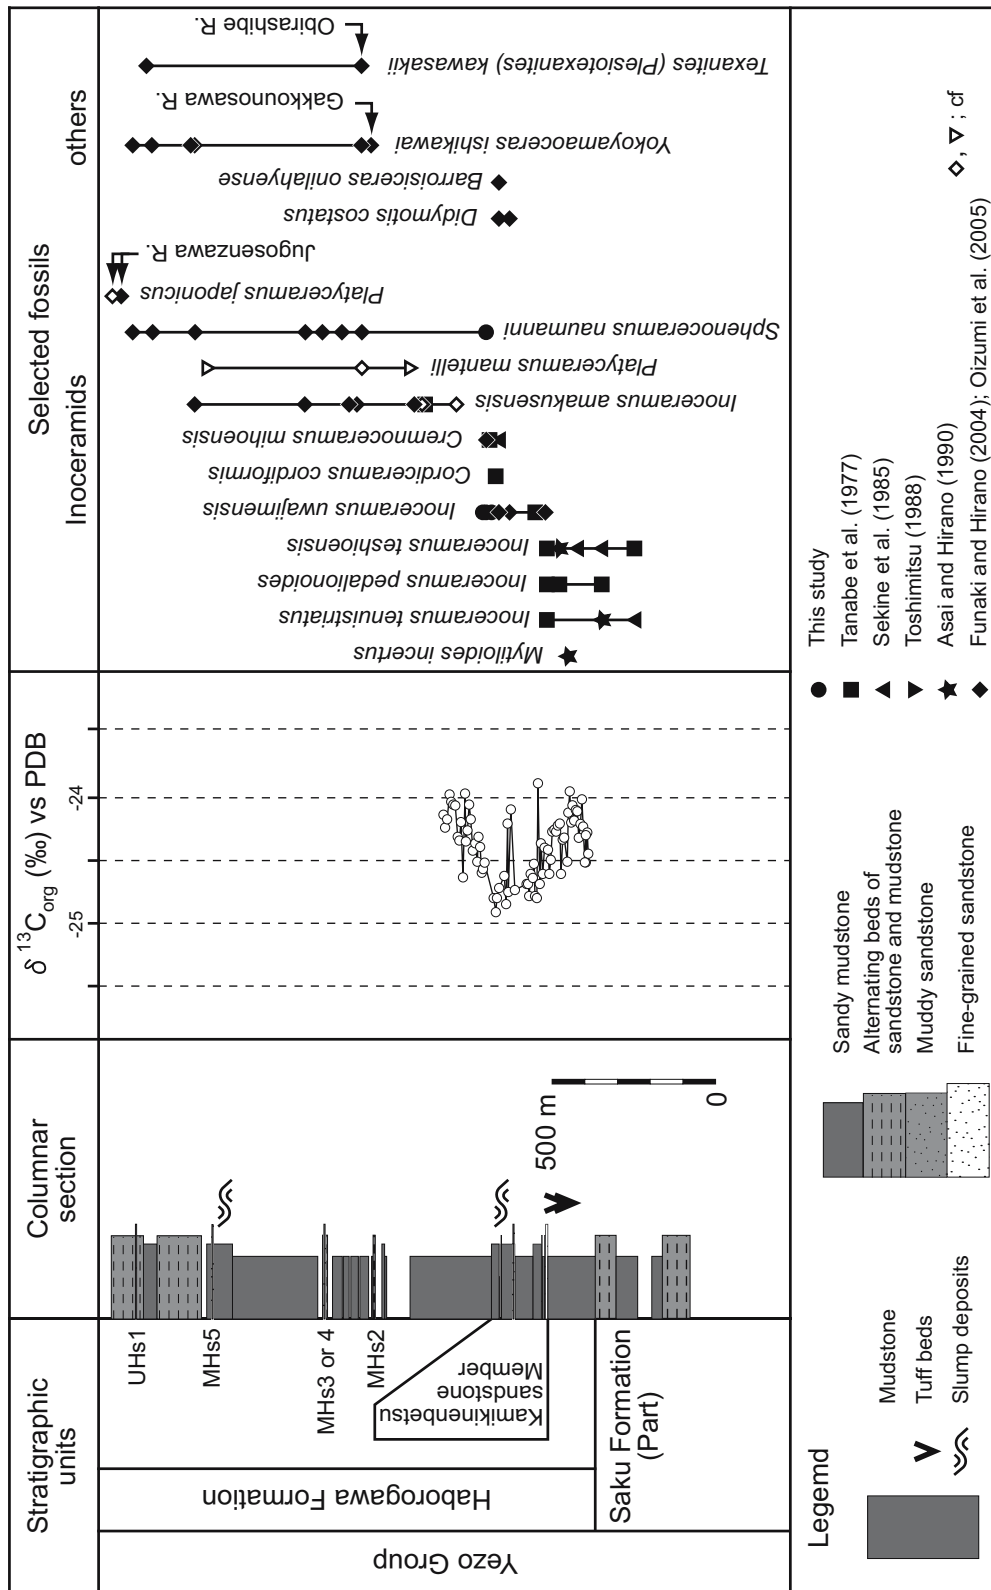 Stratigraphic
units
Columnar
section
δ 13Corg (‰) vs PDB
-25
-24
Selected fossils
Inoceramids
others
Yezo Group
Haborogawa Formation
Saku Formation
(Part)
Kamikinenbetsu
sandstone
Member
UHs1
MHs5
MHs3 or 4
MHs2
500 m
0
Mytiloides incertus
Inoceramus tenuistriatus
Inoceramus pedalionoides
Inoceramus teshioensis
Inoceramus uwajimensis
Cordiceramus cordiformis
Cremnoceramus mihoensis
Inoceramus amakusensis
Platyceramus mantelli
Sphenoceramus naumanni
Platyceramus japonicus
Jugosenzawa R.
Didymotis costatus
Barroisiceras onilahyense
Yokoyamaoceras ishikawai
Gakkounosawa R.
Texanites (Plesiotexanites) kawasakii
Obirashibe R.
Legemd
Mudstone
Tuff beds
Slump deposits
Sandy mudstone
Alternating beds of
sandstone and mudstone
Muddy sandstone
Fine-grained sandstone
This study
Tanabe et al. (1977)
Sekine et al. (1985)
Toshimitsu (1988)
Asai and Hirano (1990)
Funaki and Hirano (2004); Oizumi et al. (2005)
◇, ▽ ; cf